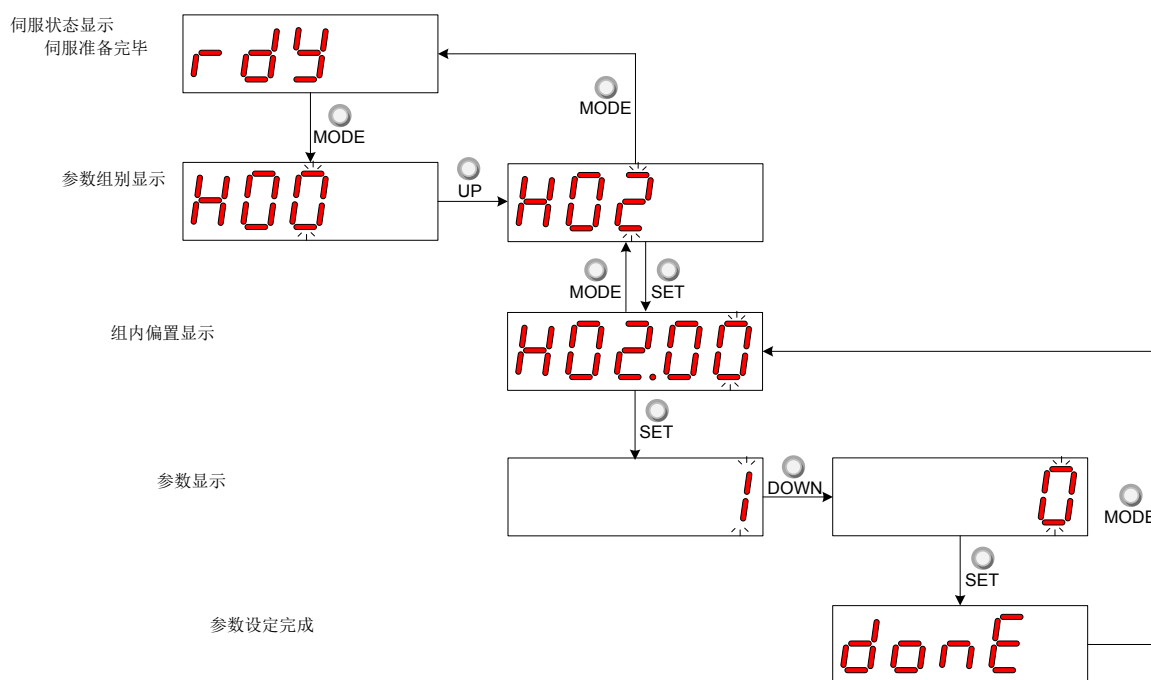 伺服状态显示
伺服准备完毕
rdy
MODE
MODE
参数组别显示
H00
UP
H02
MODE
SET
组内偏置显示
H02.00
SET
参数显示
1
DOWN
0
MODE
SET
参数设定完成
donE